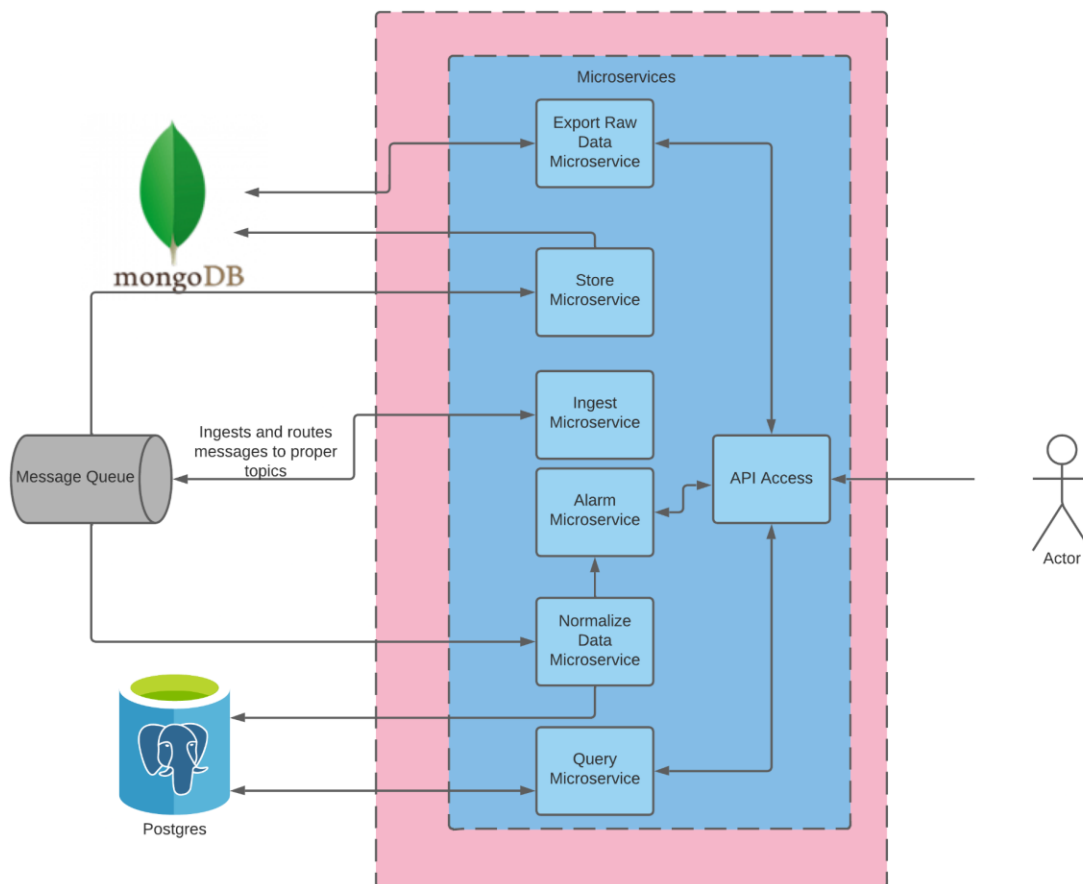 Microservices
Export Raw
Data
Microservice
mongoDB
Store
Microservice
Ingest
Microservice
Ingests and routes
messages to proper
topics
Message Queue
API Access
Alarm
Microservice
Actor
Normalize
Data
Microservice
Query
Microservice
Postgres